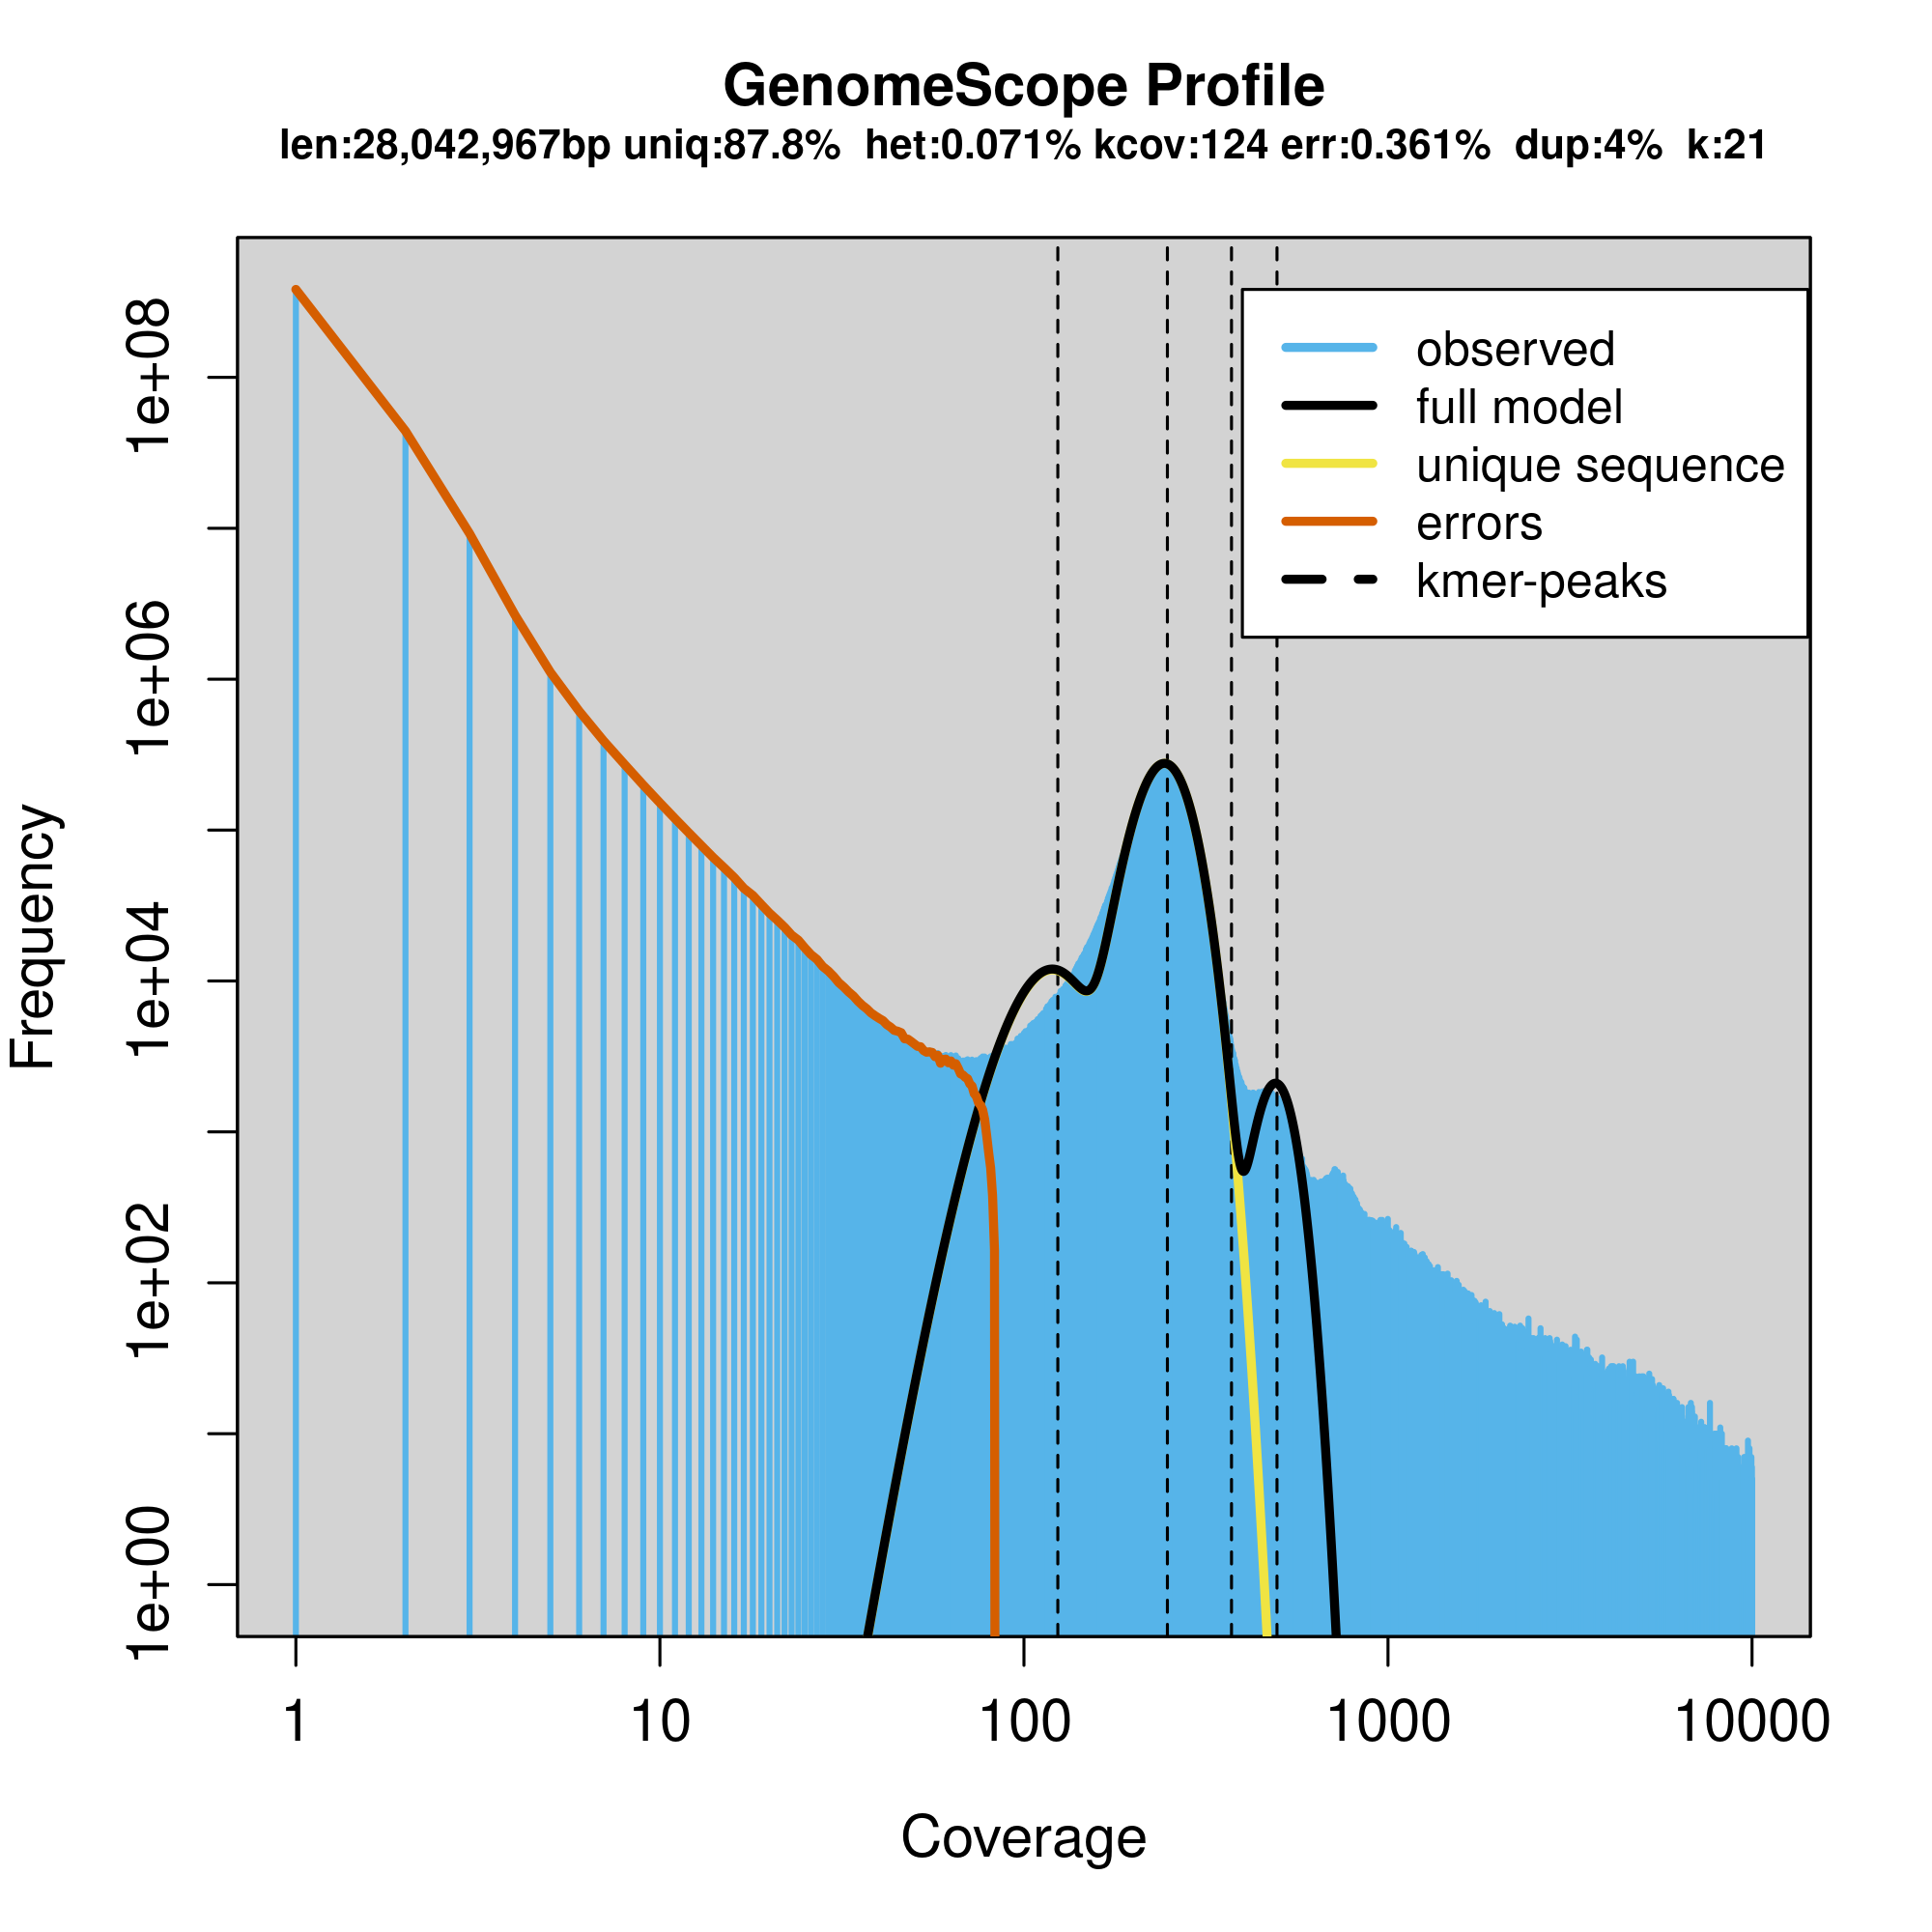 GenomeScope Profile
len:28,042,967bp uniq:87.8% het:0.071% kcov:124 err:0.361% dup:4% k:21
observed
full model
unique sequence
errors
kmer-peaks
Frequency
1e+08
1e+06
1e+04
1e+02
1e+00
1 10 100 1000 10000
Coverage